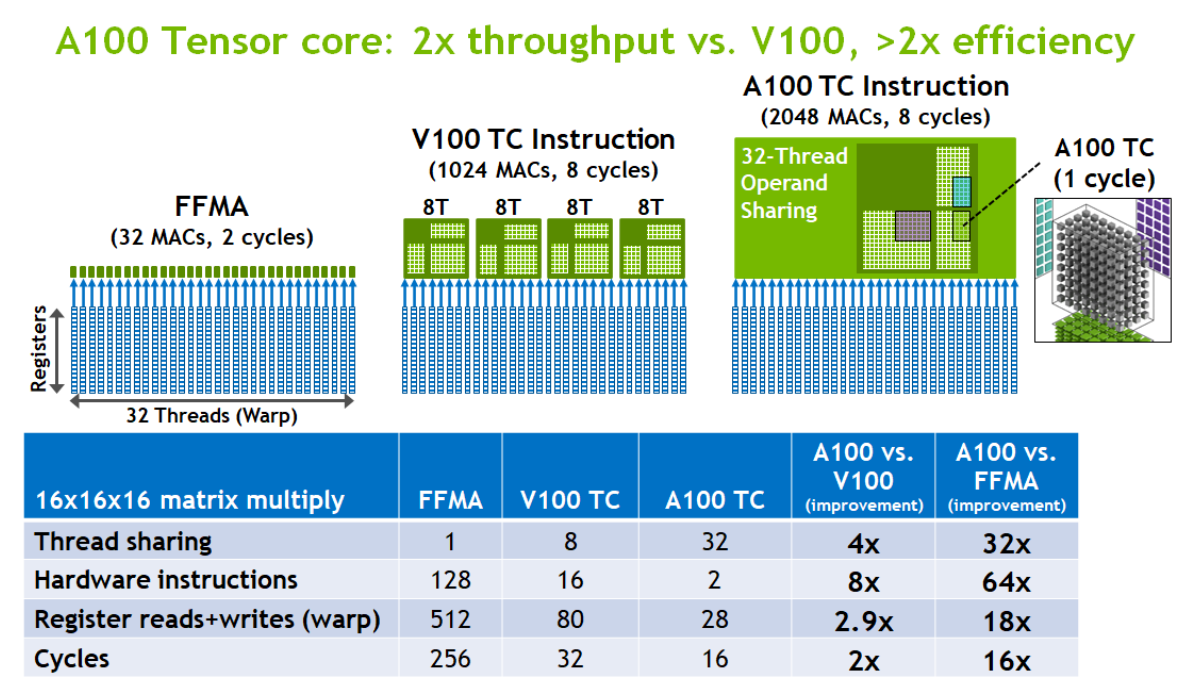 A100 Tensor core: 2x throughput vs. V100, >2x efficiency
FFMA
(32 MACs, 2 cycles)
Registers
32 Threads (Warp)
V100 TC Instruction
(1024 MACs, 8 cycles)
8T 8T 8T 8T
A100 TC Instruction
(2048 MACs, 8 cycles)
32-Thread
Operand
Sharing
A100 TC
(1 cycle)
16x16x16 matrix multiply FFMA V100 TC A100 TC A100 vs. V100 (improvement) A100 vs. FFMA (improvement)
Thread sharing 1 8 32 4x 32x
Hardware instructions 128 16 2 8x 64x
Register reads+writes (warp) 512 80 28 2.9x 18x
Cycles 256 32 16 2x 16x